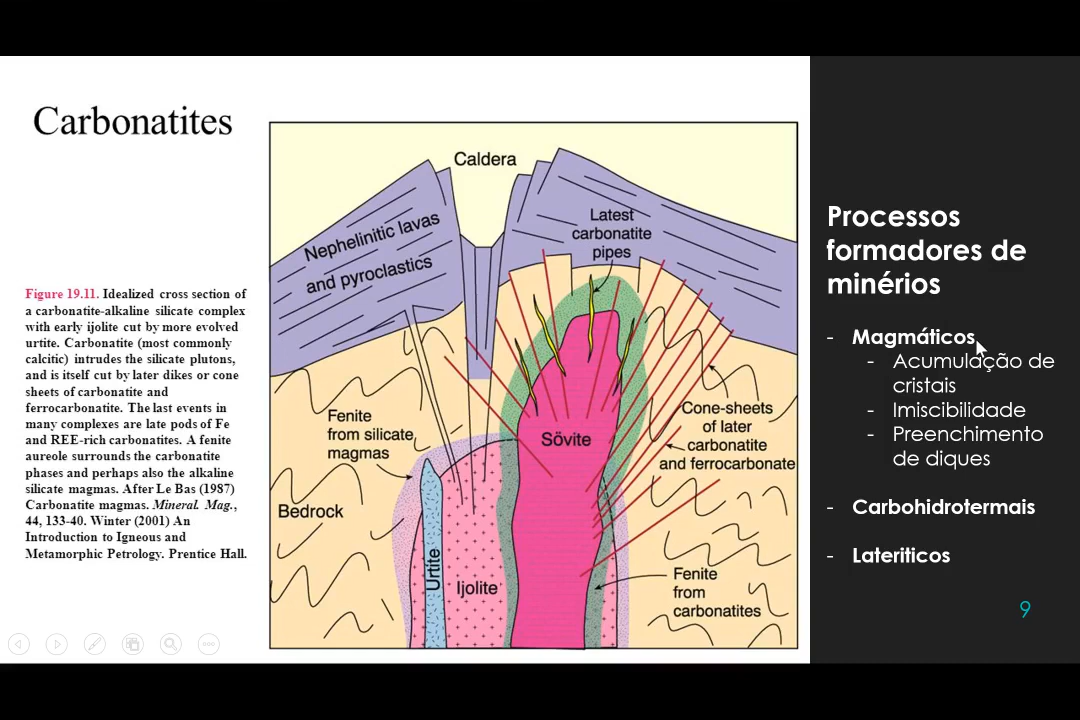 Carbonatites
Figure 19.11. Idealized cross section of
a carbonatite-alkaline silicate complex
with early ijolite cut by more evolved
urtite. Carbonatite (most commonly
calcitic) intrudes the silicate plutons,
and is itself cut by later dikes or cone
sheets of carbonatite and
ferrocarbonatite. The last events in
many complexes are late pods of Fe
and REE-rich carbonatites. A fenite
aureole surrounds the carbonatite
phases and perhaps also the alkaline
silicate magmas. After Le Bas (1987)
Carbonatite magmas. Mineral. Mag.,
44, 133-40. Winter (2001) An
Introduction to Igneous and
Metamorphic Petrology. Prentice Hall.
Caldera
Nephelinitic lavas
and pyroclastics
Latest
carbonatite
pipes
Fenite
from silicate
magmas
Sövite
Cone-sheets
of later
carbonatite
and ferrocarbonate
Bedrock
Urtite
Ijolite
Fenite
from
carbonatites
Processos
formadores de
minérios
- Magmáticos
- Acumulação de
cristais
- Imiscibilidade
- Preenchimento
de diques
- Carbohidrotermais
- Lateriticos
9